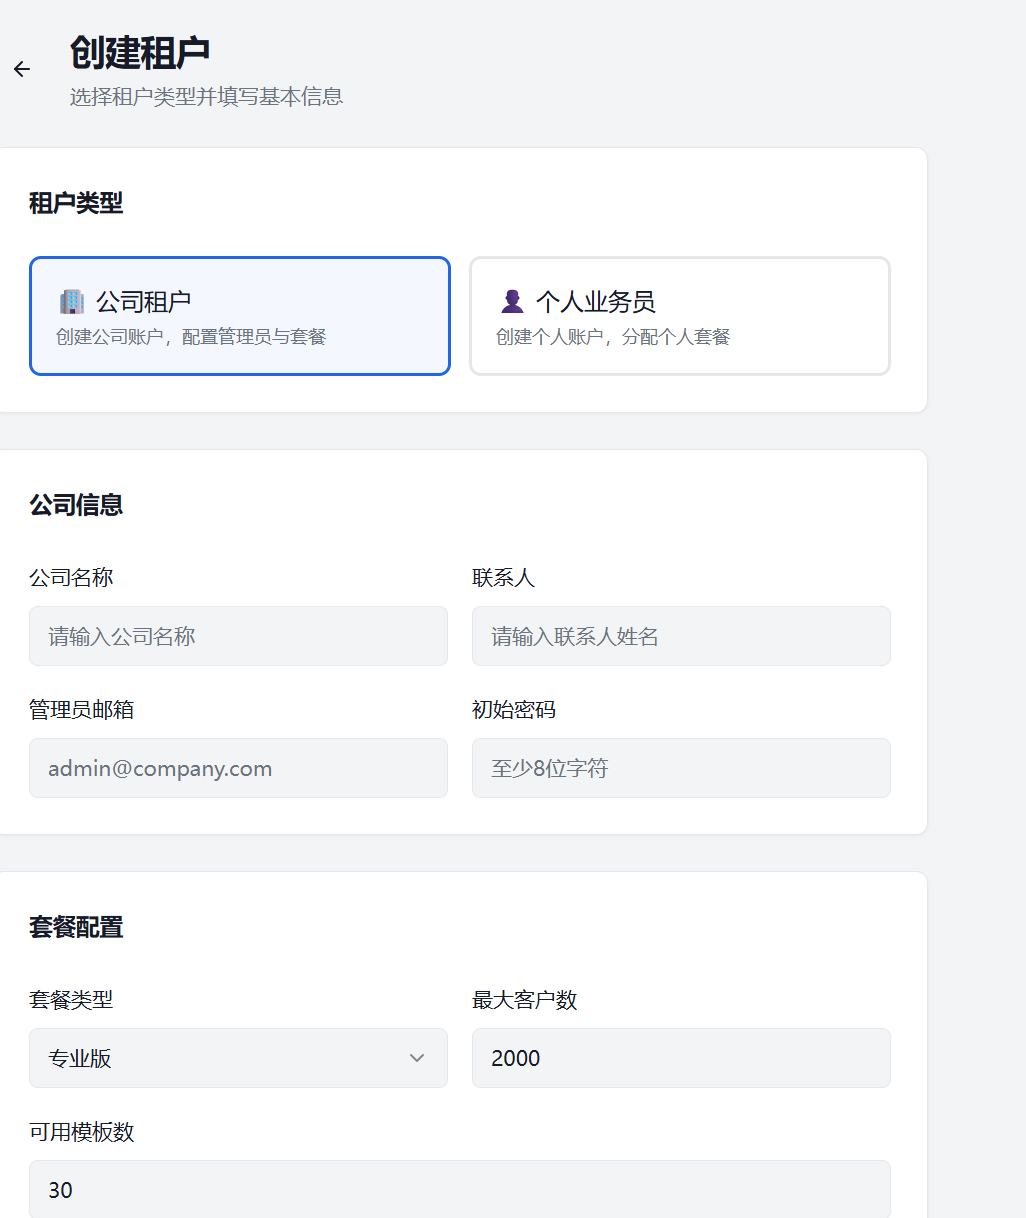 创建租户
选择租户类型并填写基本信息
租户类型
公司租户
创建公司账户，配置管理员与套餐
个人业务员
创建个人账户，分配个人套餐
公司信息
公司名称
请输入公司名称
联系人
请输入联系人姓名
管理员邮箱
admin@company.com
初始密码
至少8位字符
套餐配置
套餐类型
专业版
最大客户数
2000
可用模板数
30